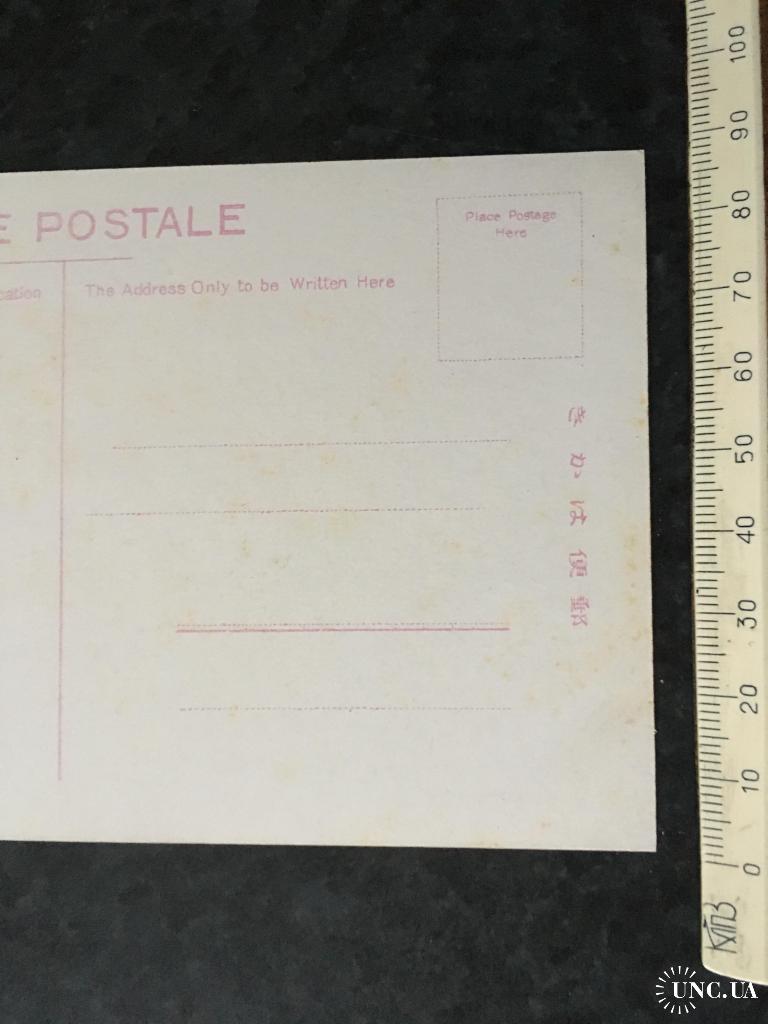 E POSTALE
cation
The Address Only to be Written Here
Place Postage
Here
きかは便郵
100
90
80
70
60
50
40
30
20
10
0
UNC.UA